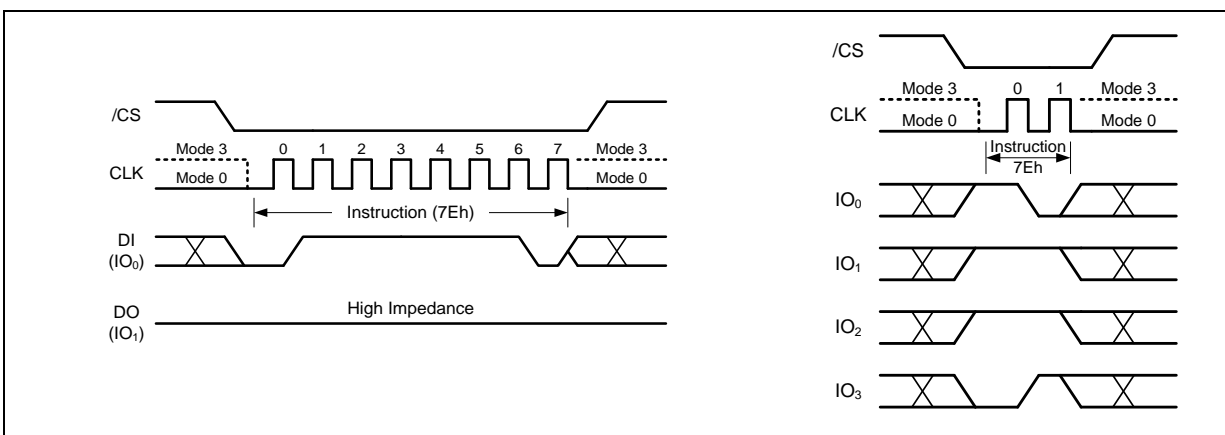 /CS
Mode 3 0 1 2 3 4 5 6 7 Mode 3
CLK
Mode 0 Mode 0
Instruction (7Eh)
DI
(IO₀)
High Impedance
DO
(IO₁)
/CS
Mode 3 0 1 Mode 3
CLK
Mode 0 Mode 0
Instruction
7Eh
IO₀
IO₁
IO₂
IO₃